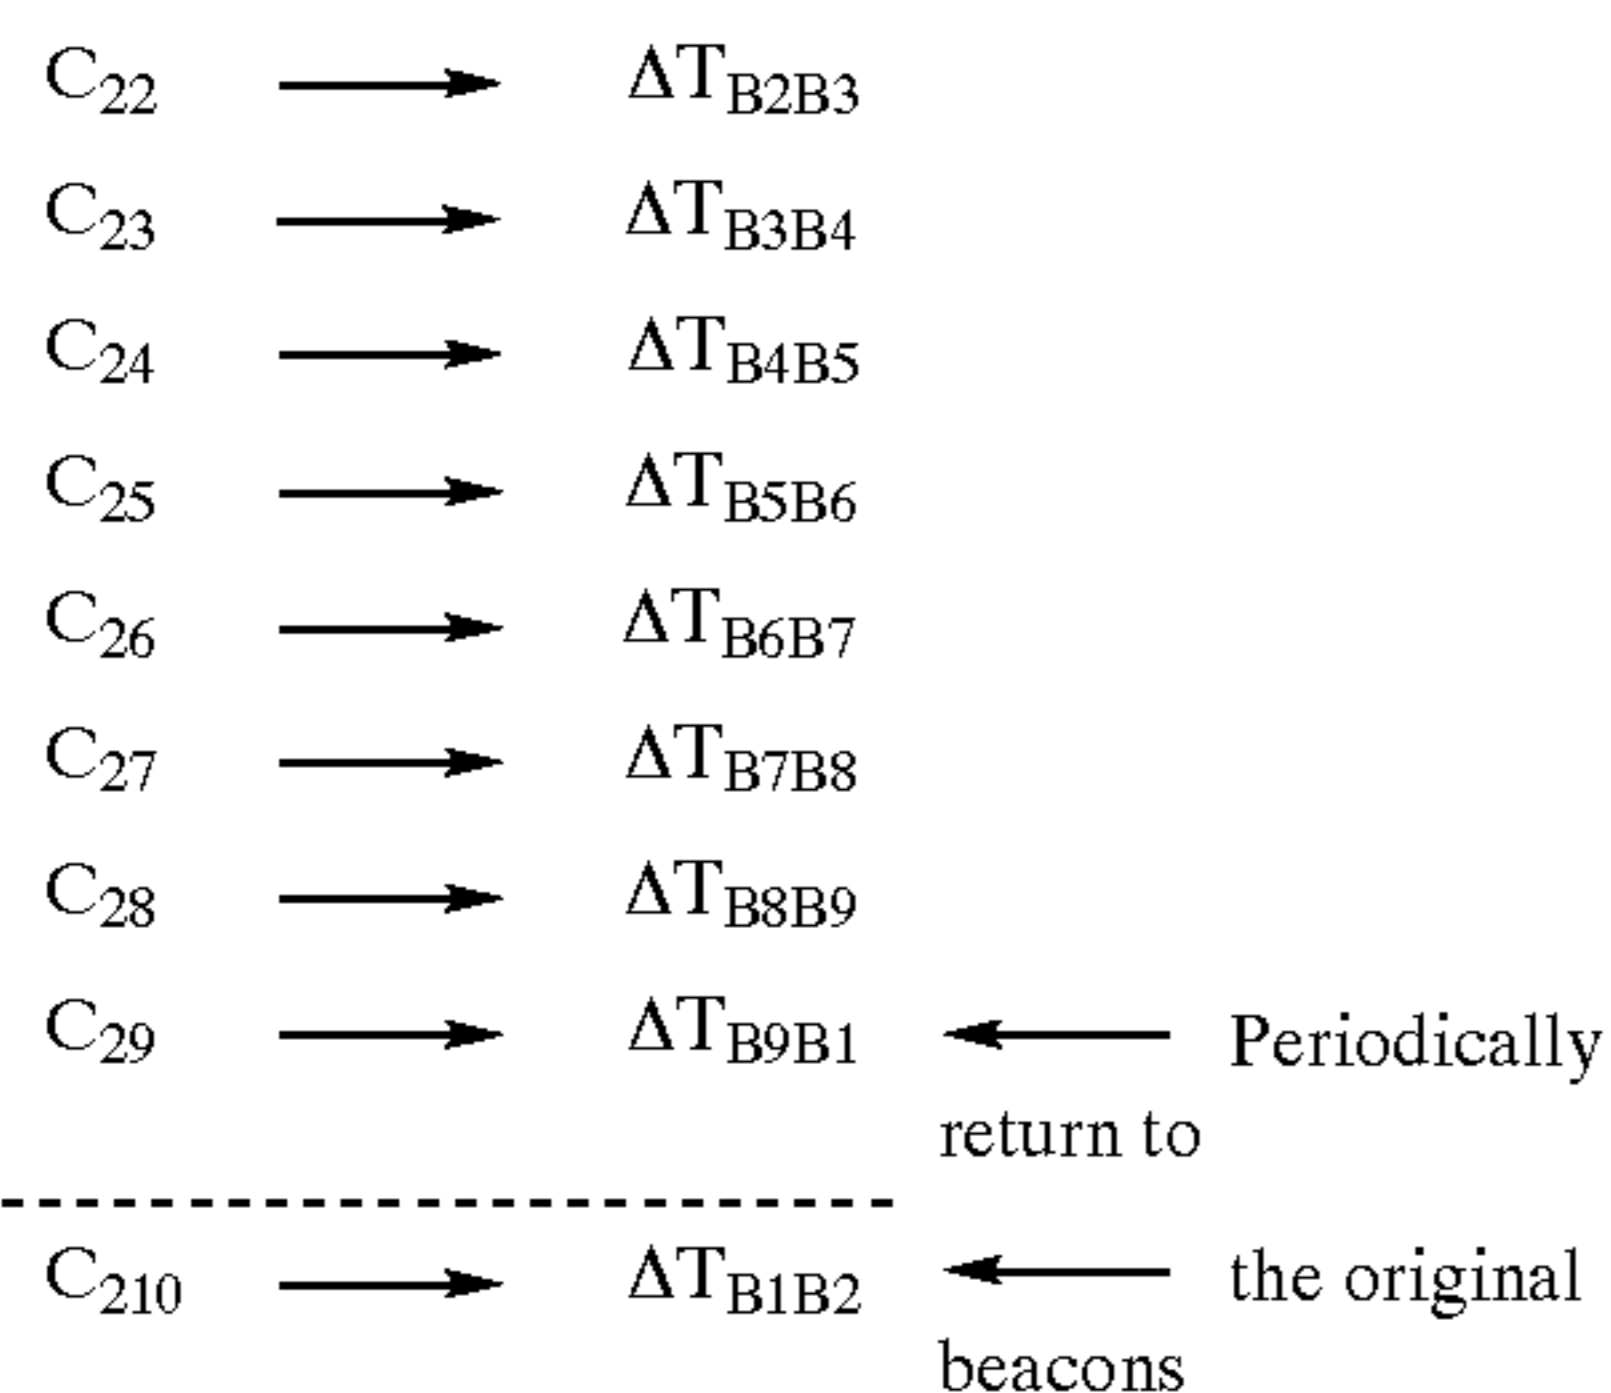 C22 → ΔTB2B3
C23 → ΔTB3B4
C24 → ΔTB4B5
C25 → ΔTB5B6
C26 → ΔTB6B7
C27 → ΔTB7B8
C28 → ΔTB8B9
C29 → ΔTB9B1 ← Periodically
return to
C210 → ΔTB1B2 ← the original
beacons